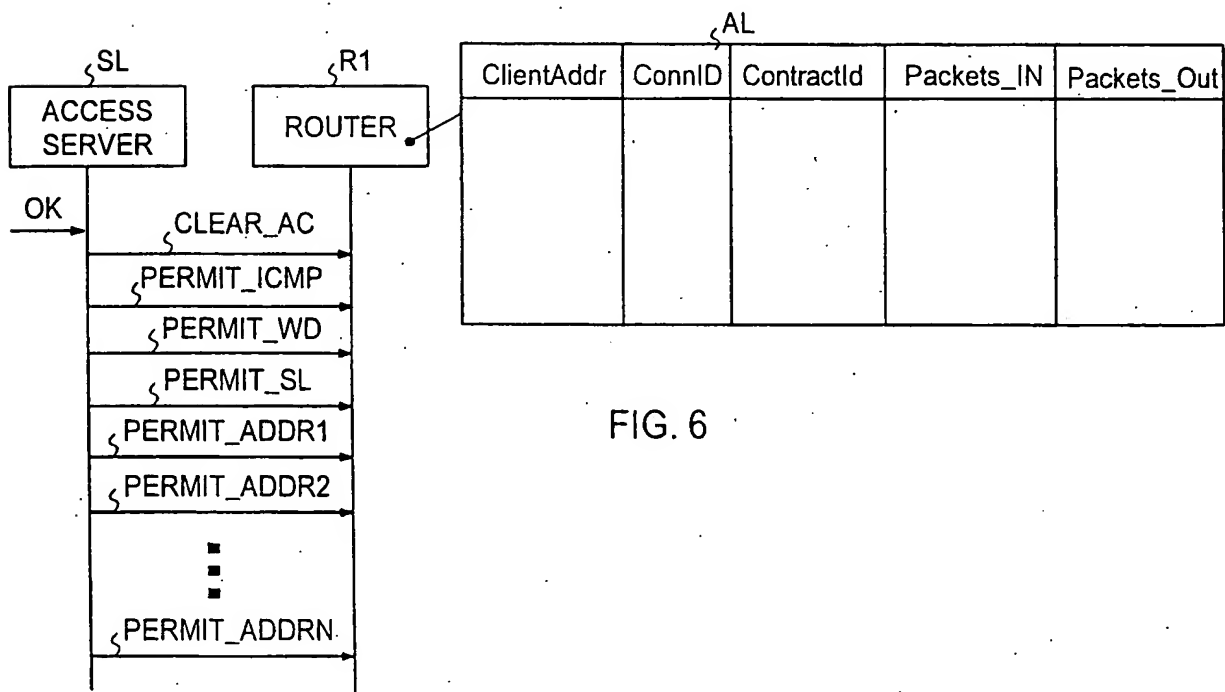 AL
SL
R1
ClientAddr ConnID ContractId Packets_IN Packets_Out
ACCESS
SERVER
ROUTER
OK
CLEAR_AC
PERMIT_ICMP
PERMIT_WD
PERMIT_SL
PERMIT_ADDR1
PERMIT_ADDR2
PERMIT_ADDRN
FIG. 6